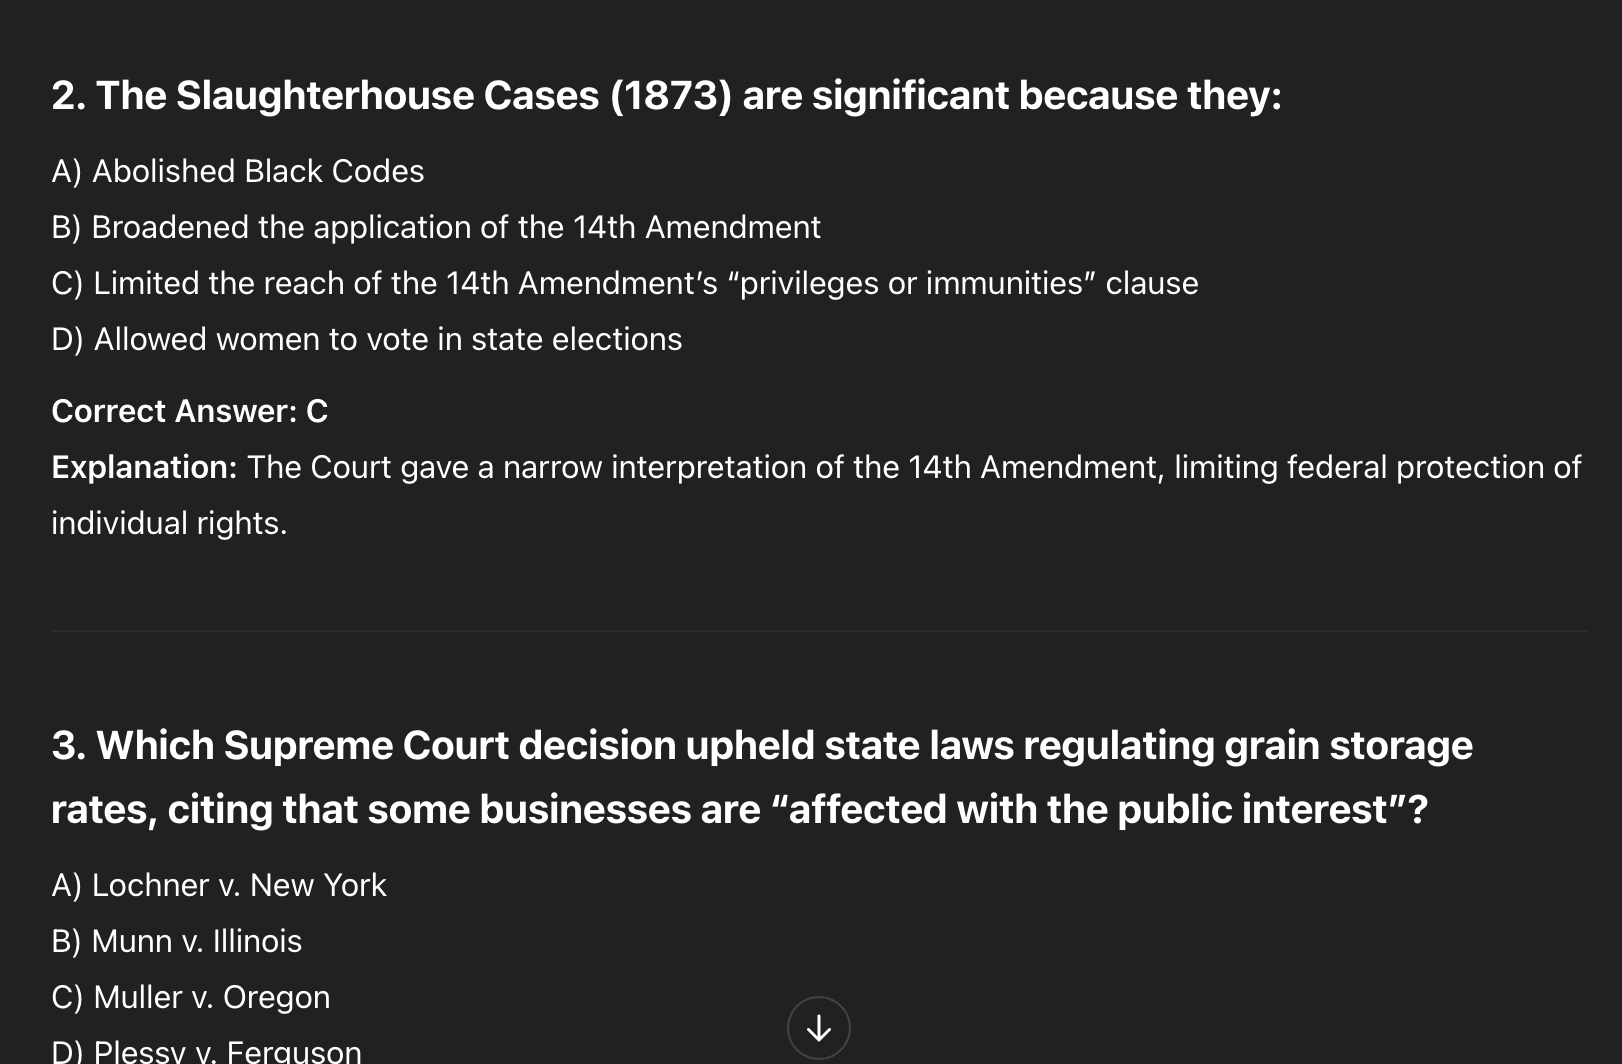 2. The Slaughterhouse Cases (1873) are significant because they:
A) Abolished Black Codes
B) Broadened the application of the 14th Amendment
C) Limited the reach of the 14th Amendment’s “privileges or immunities” clause
D) Allowed women to vote in state elections
Correct Answer: C
Explanation: The Court gave a narrow interpretation of the 14th Amendment, limiting federal protection of
individual rights.
3. Which Supreme Court decision upheld state laws regulating grain storage
rates, citing that some businesses are “affected with the public interest”?
A) Lochner v. New York
B) Munn v. Illinois
C) Muller v. Oregon
D) Plessy v. Ferguson